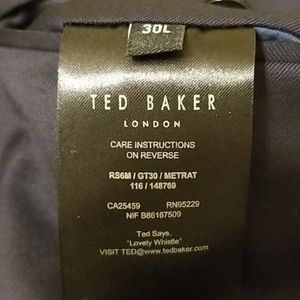 30L
TED BAKER
LONDON
CARE INSTRUCTIONS
ON REVERSE
RS6M / GT30 / METRAT
116 / 148769
CA25459 RN95229
NIF B86187509
Ted Says,
"Lovely Whistle"
VISIT TED@www.tedbaker.com